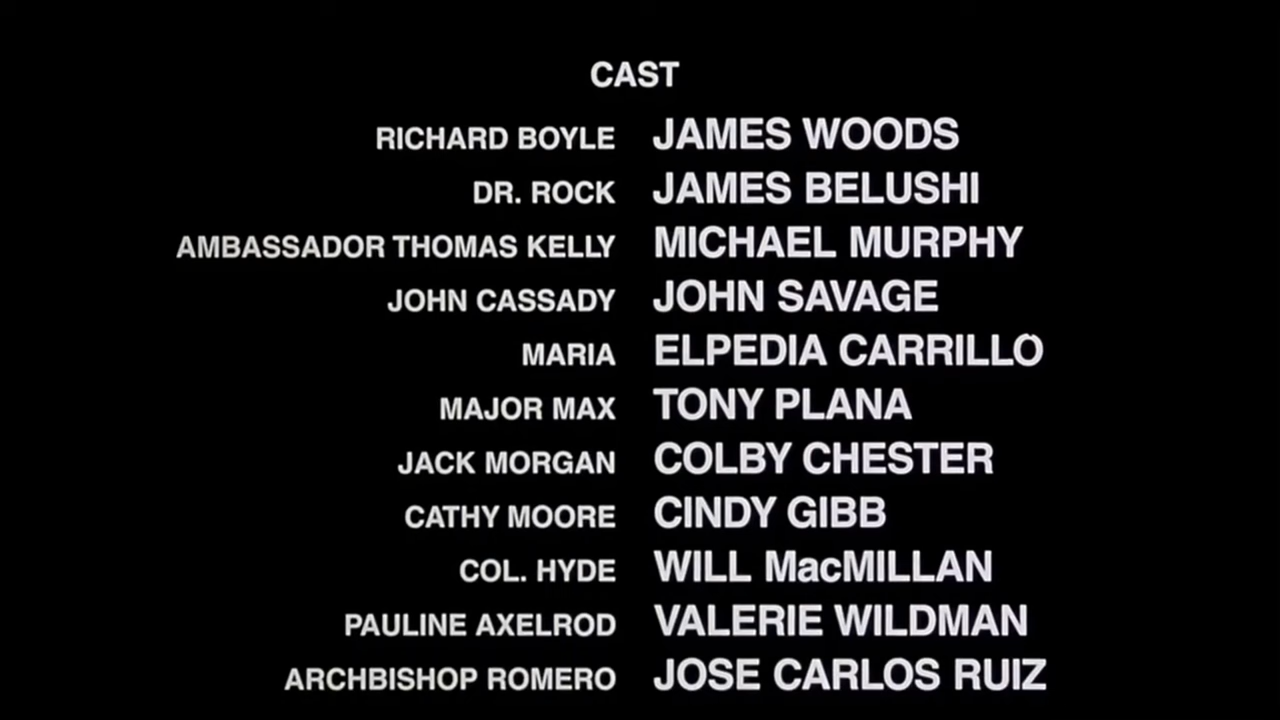 CAST
RICHARD BOYLE JAMES WOODS
DR. ROCK JAMES BELUSHI
AMBASSADOR THOMAS KELLY MICHAEL MURPHY
JOHN CASSADY JOHN SAVAGE
MARIA ELPEDIA CARRILLO
MAJOR MAX TONY PLANA
JACK MORGAN COLBY CHESTER
CATHY MOORE CINDY GIBB
COL. HYDE WILL MacMILLAN
PAULINE AXELROD VALERIE WILDMAN
ARCHBISHOP ROMERO JOSE CARLOS RUIZ